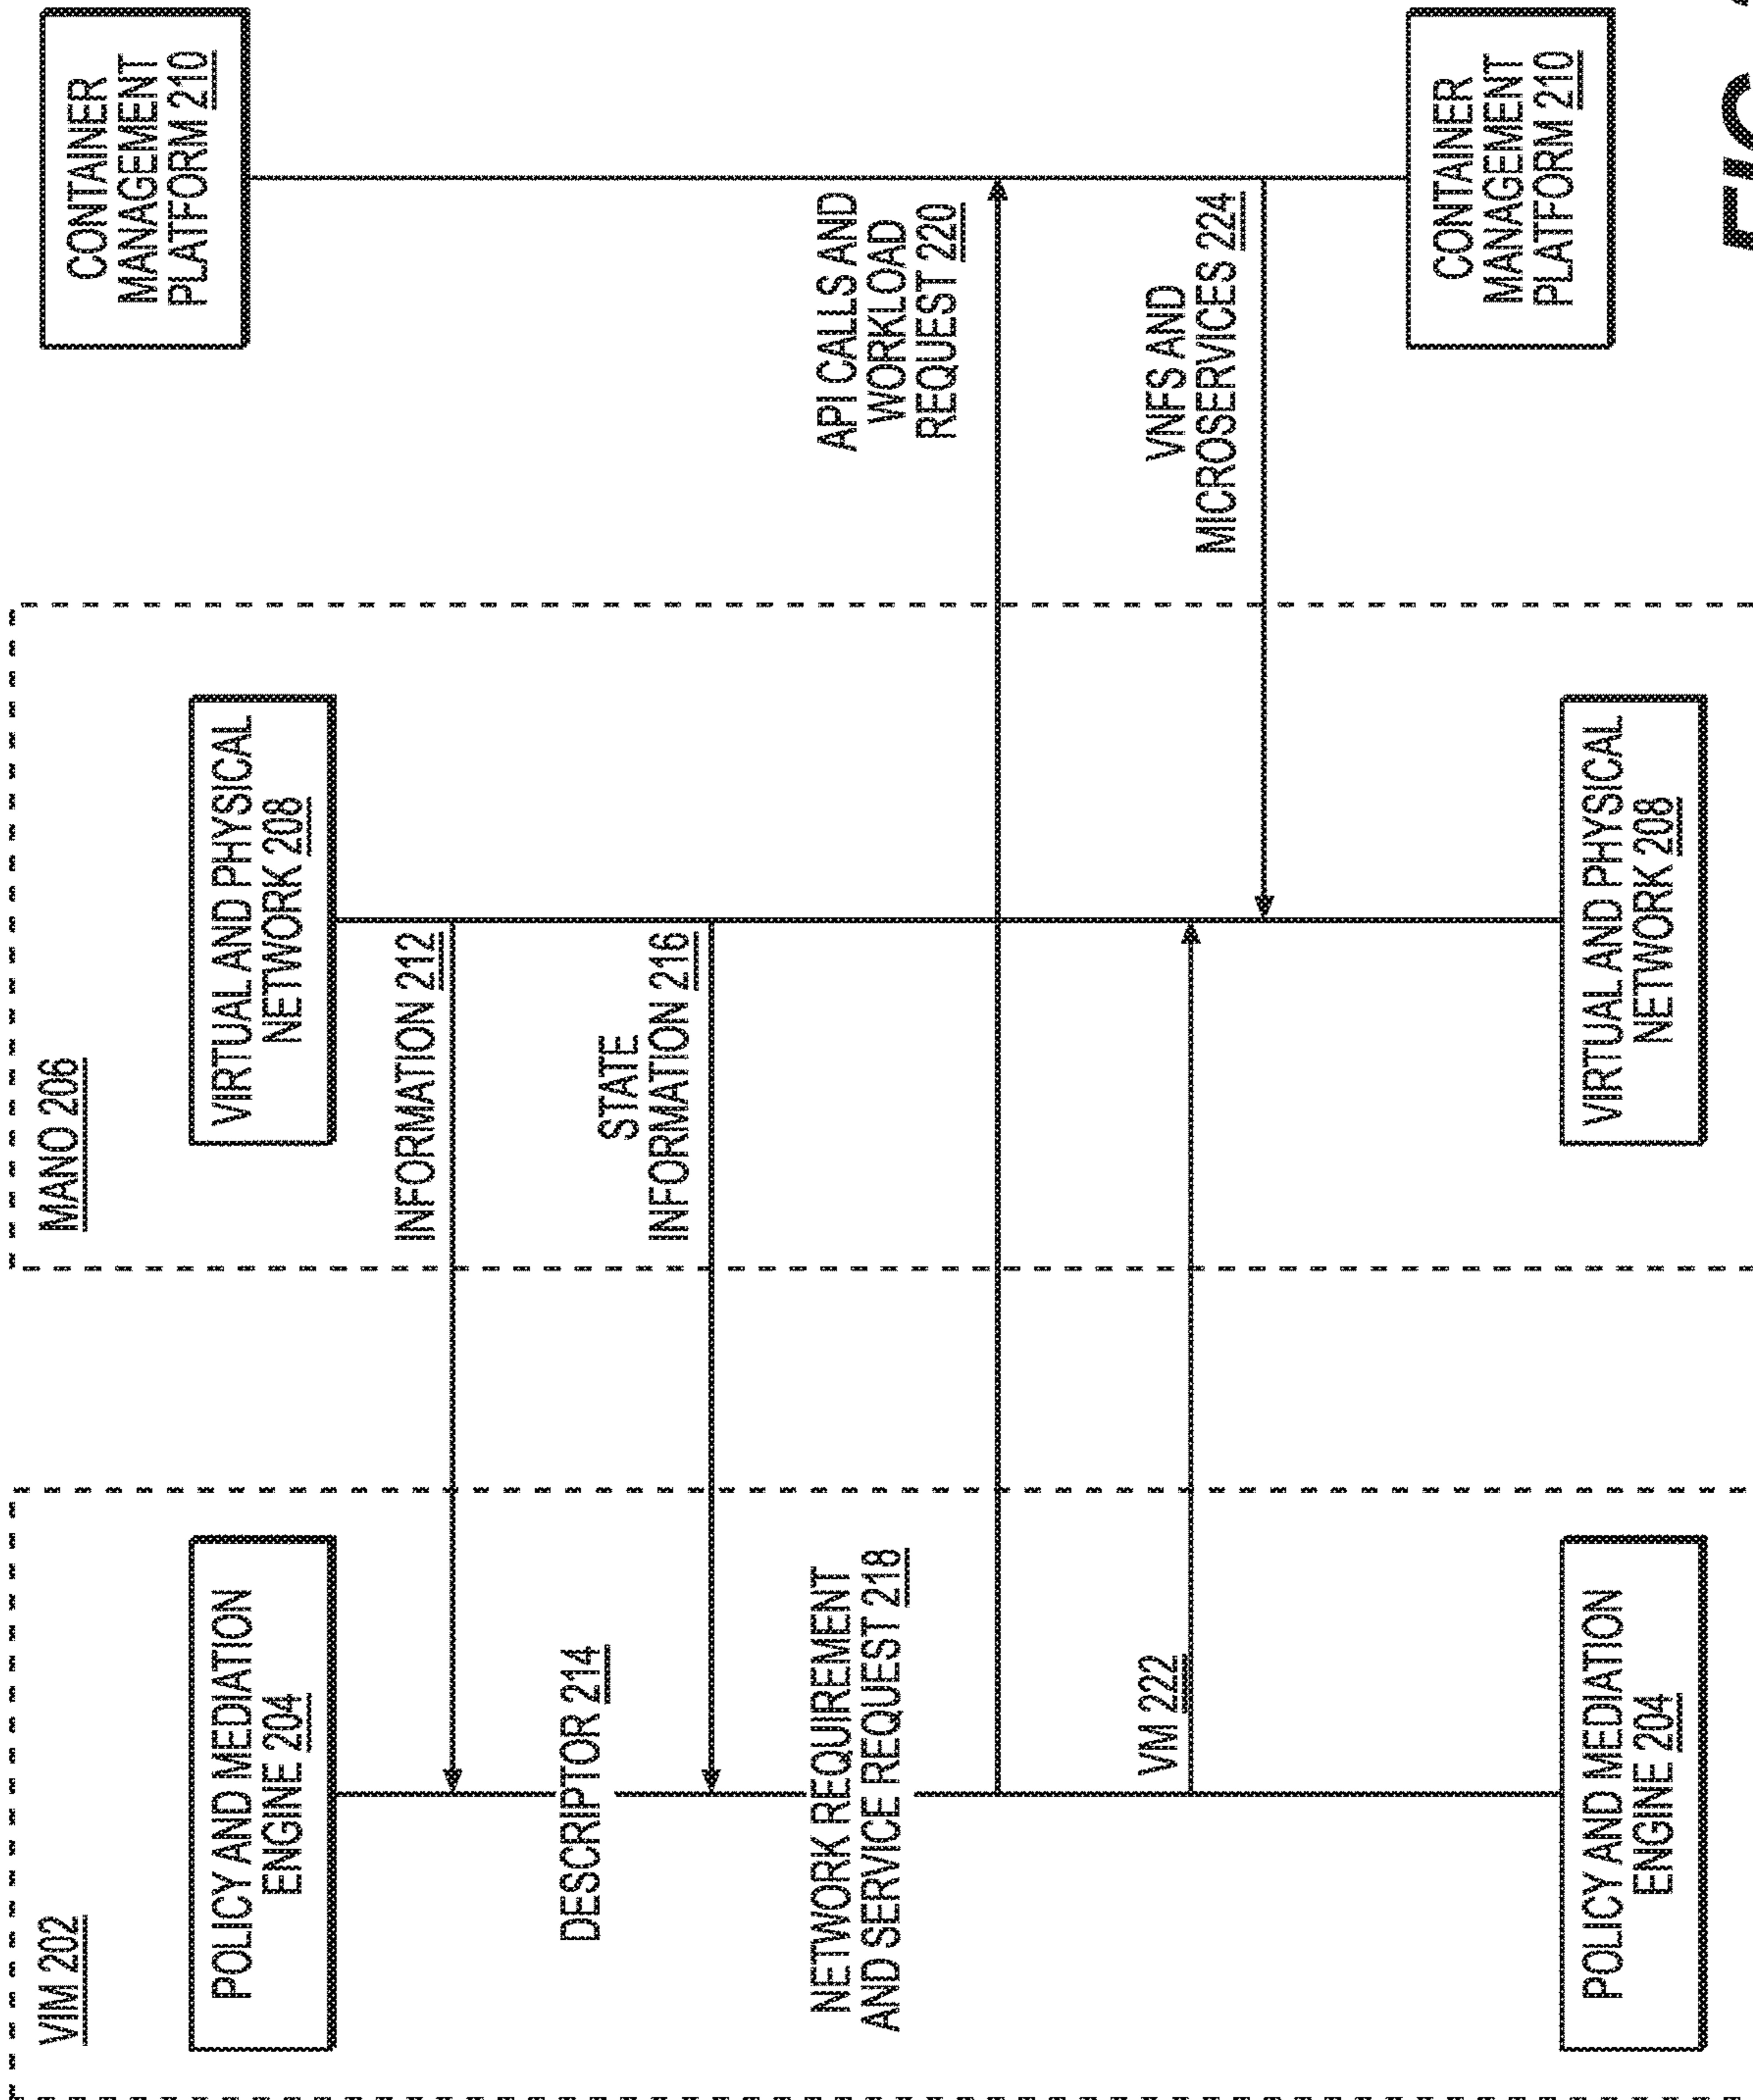 VIM 202
MANO 206
CONTAINER
MANAGEMENT
PLATFORM 210
POLICY AND MEDIATION
ENGINE 204
VIRTUAL AND PHYSICAL
NETWORK 208
INFORMATION 212
DESCRIPTOR 214
STATE
INFORMATION 216
NETWORK REQUIREMENT
AND SERVICE REQUEST 218
API CALLS AND
WORKLOAD
REQUEST 220
VM 222
VNFS AND
MICROSERVICES 224
POLICY AND MEDIATION
ENGINE 204
VIRTUAL AND PHYSICAL
NETWORK 208
CONTAINER
MANAGEMENT
PLATFORM 210